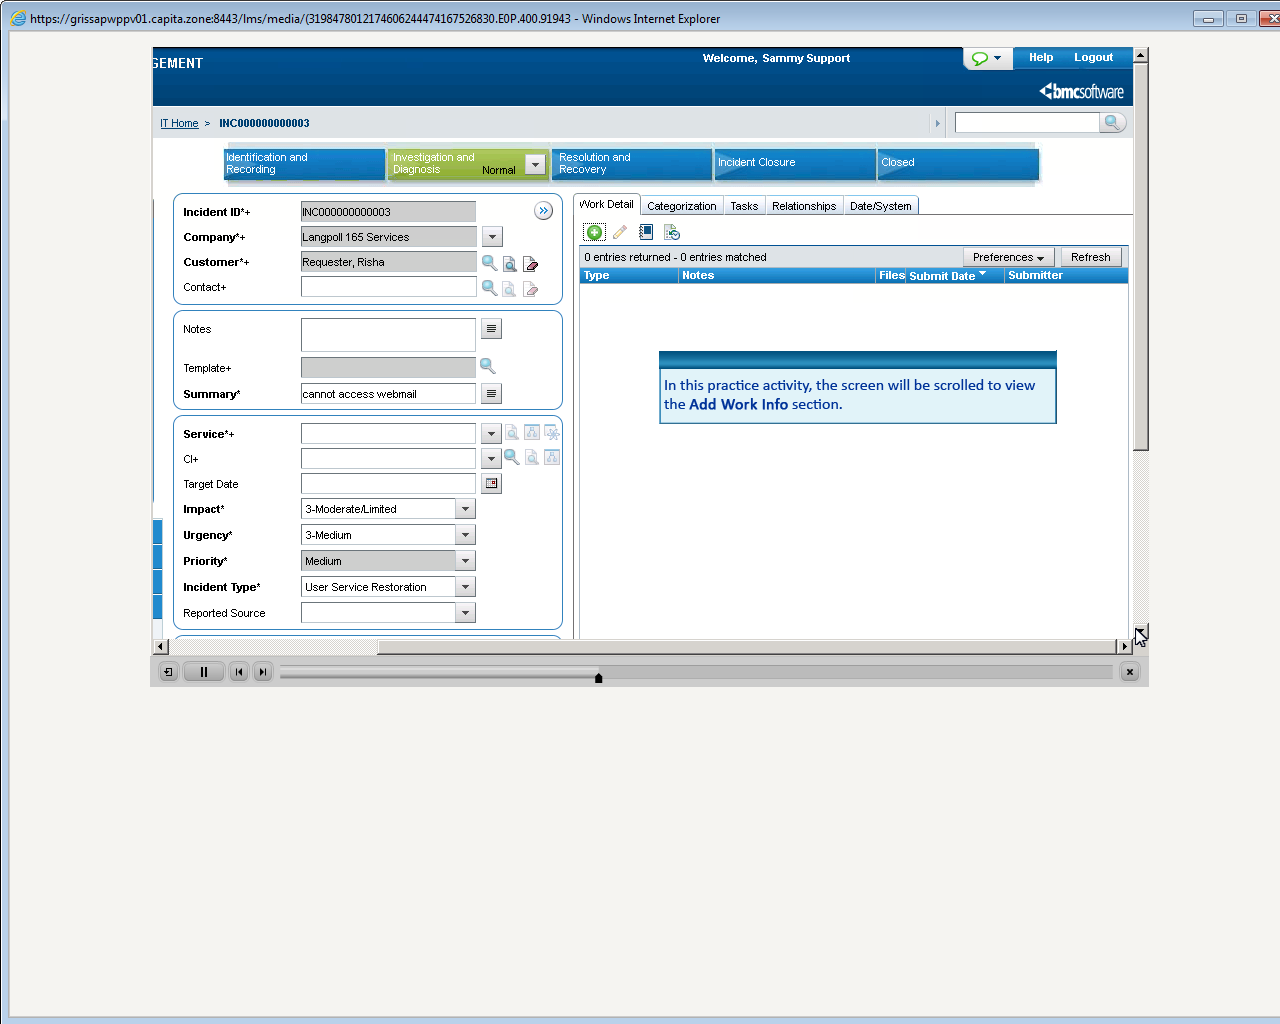 https://grissapwppv01.capita.zone:8443/lms/media/(3198478012174606244474167526830.E0P.400.91943 - Windows Internet Explorer
GEMENT
Welcome, Sammy Support
Help
Logout
bmcsoftware
IT Home > INC000000000003
Identification and
Recording
Investigation and
Diagnosis
Normal
Resolution and
Recovery
Incident Closure
Closed
Incident ID*+
INC000000000003
Company*+
Langpoll 165 Services
Customer*+
Requester, Risha
Contact+
Notes
Template+
Summary*
cannot access webmail
Service*+
CI+
Target Date
Impact*
3-Moderate/Limited
Urgency*
3-Medium
Priority*
Medium
Incident Type*
User Service Restoration
Reported Source
Work Detail
Categorization
Tasks
Relationships
Date/System
0 entries returned - 0 entries matched
Preferences
Refresh
Type
Notes
Files
Submit Date
Submitter
In this practice activity, the screen will be scrolled to view
the Add Work Info section.